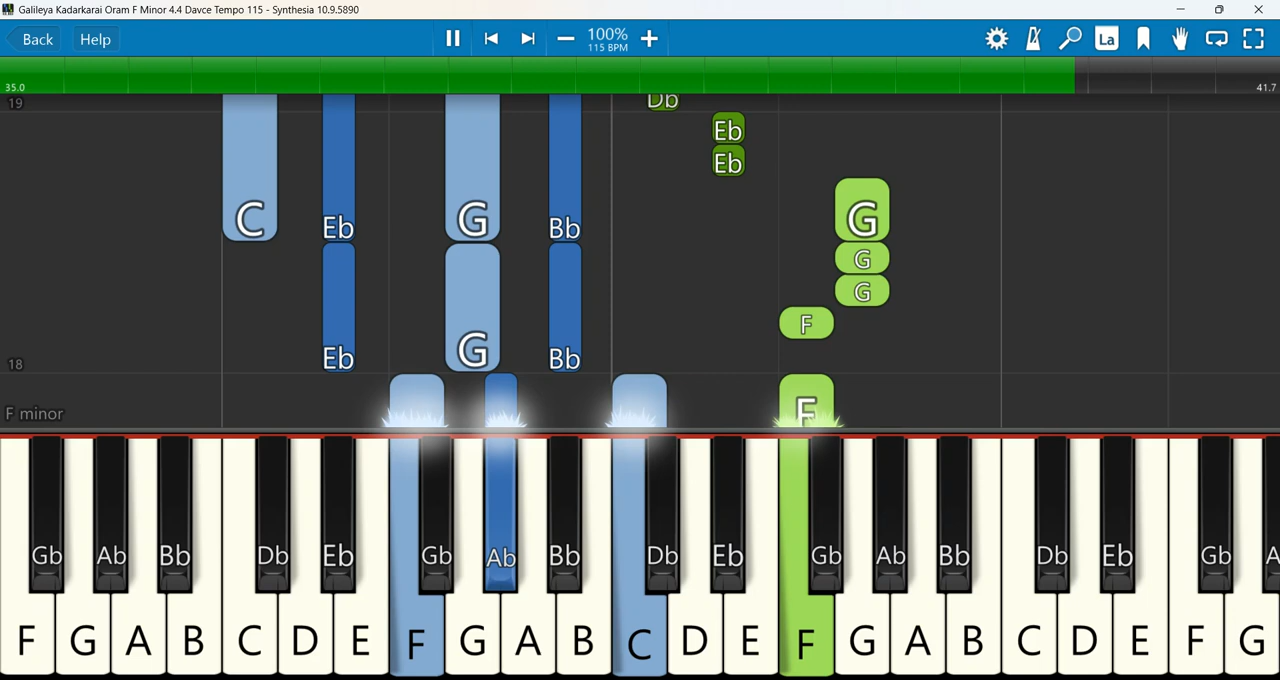 Galileya Kadarkarai Oram F Minor 4.4 Davce Tempo 115 - Synthesia 10.9.5890
Back Help 100% La
115 BPM
35.0 41.7
19 Db
Eb
Eb
C G G
Eb Bb
G
G
F
Eb G Bb
18
F minor F
Gb Ab Bb Db Eb Gb Ab Bb Db Eb Gb Ab Bb Db Eb Gb A
F G A B C D E F G A B C D E F G A B C D E F G